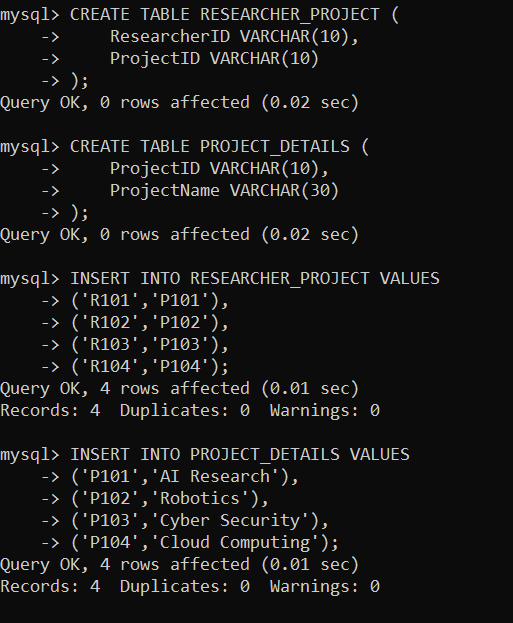 mysql> CREATE TABLE RESEARCHER_PROJECT (
    ->     ResearcherID VARCHAR(10),
    ->     ProjectID VARCHAR(10)
    -> );
Query OK, 0 rows affected (0.02 sec)

mysql> CREATE TABLE PROJECT_DETAILS (
    ->     ProjectID VARCHAR(10),
    ->     ProjectName VARCHAR(30)
    -> );
Query OK, 0 rows affected (0.02 sec)

mysql> INSERT INTO RESEARCHER_PROJECT VALUES
    -> ('R101','P101'),
    -> ('R102','P102'),
    -> ('R103','P103'),
    -> ('R104','P104');
Query OK, 4 rows affected (0.01 sec)
Records: 4  Duplicates: 0  Warnings: 0

mysql> INSERT INTO PROJECT_DETAILS VALUES
    -> ('P101','AI Research'),
    -> ('P102','Robotics'),
    -> ('P103','Cyber Security'),
    -> ('P104','Cloud Computing');
Query OK, 4 rows affected (0.01 sec)
Records: 4  Duplicates: 0  Warnings: 0